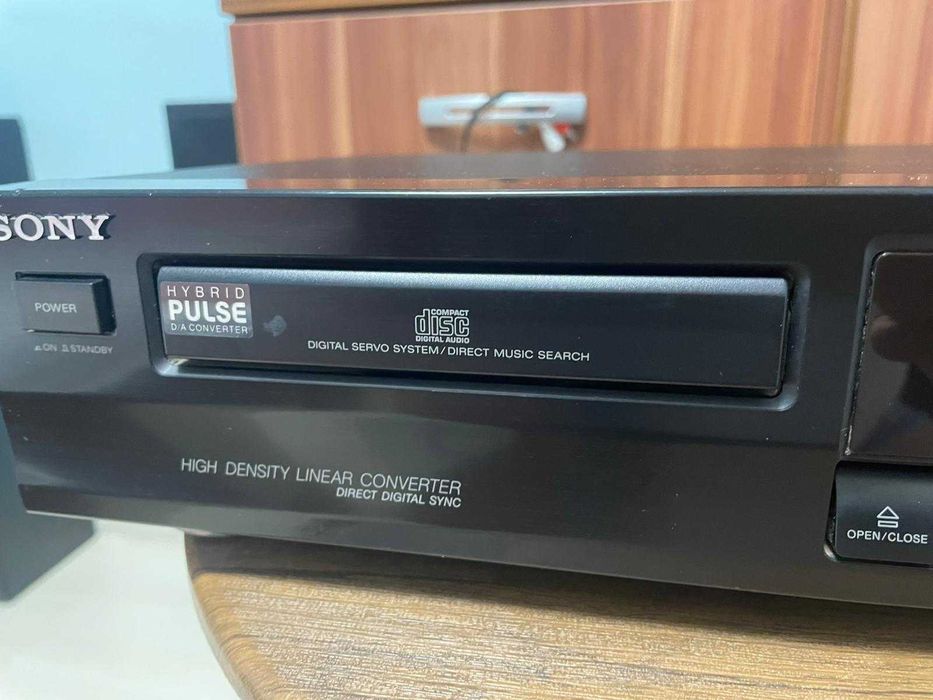 SONY
POWER
ON STANDBY
HYBRID
PULSE
D/A CONVERTER
COMPACT
disc
DIGITAL AUDIO
DIGITAL SERVO SYSTEM/DIRECT MUSIC SEARCH
HIGH DENSITY LINEAR CONVERTER
DIRECT DIGITAL SYNC
OPEN/CLOSE